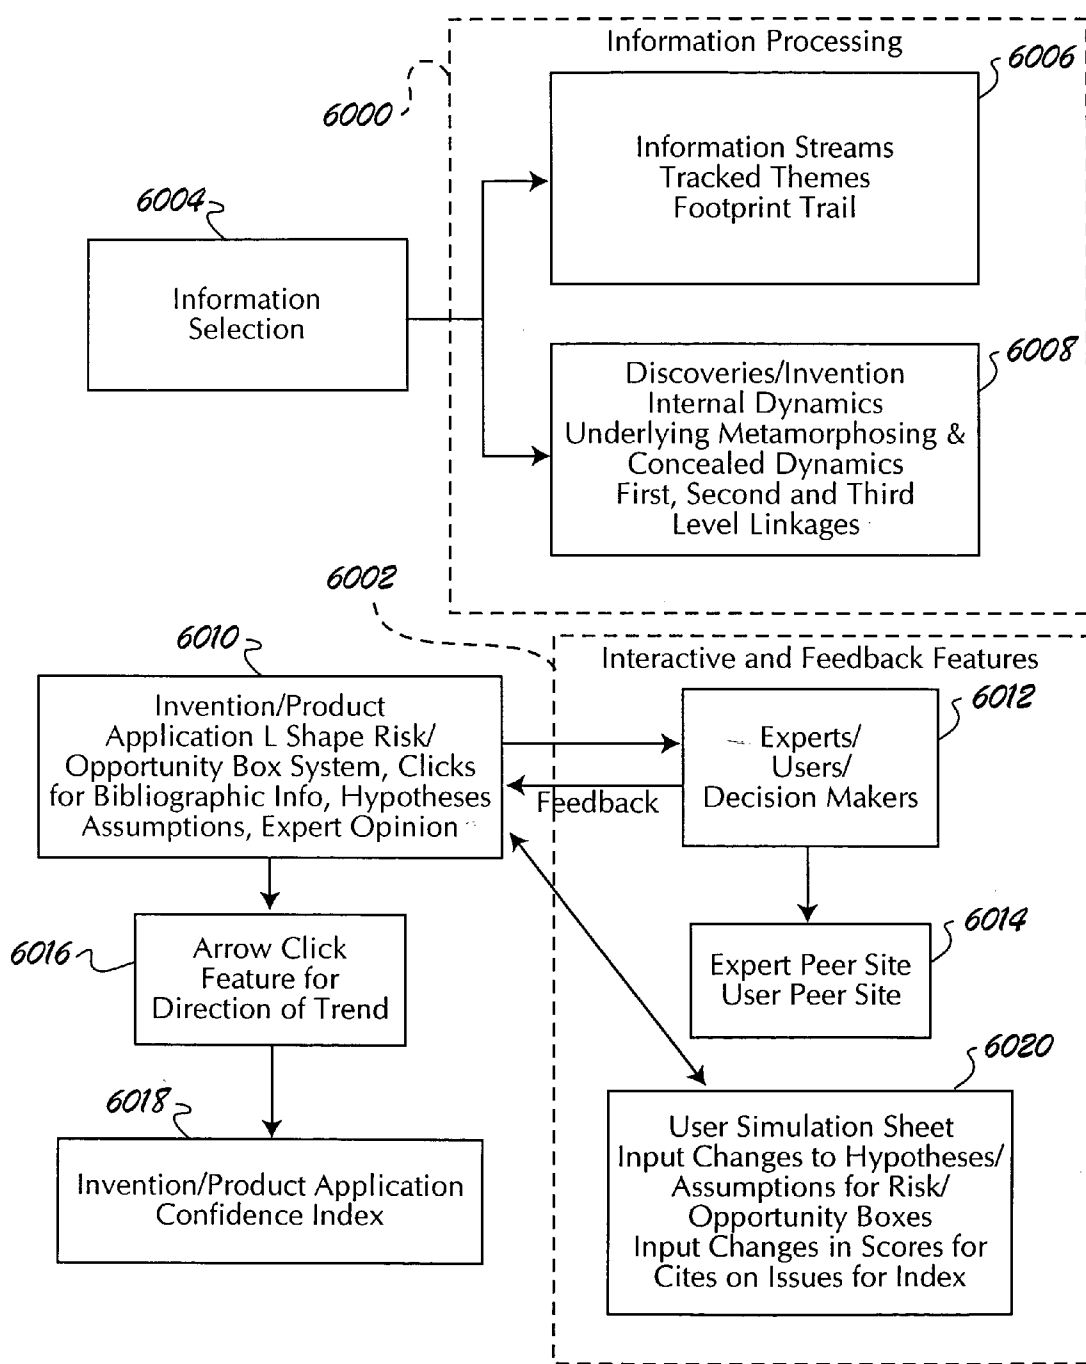 Information Processing
6006
6000
Information Streams
Tracked Themes
Footprint Trail
6004
Information
Selection
6008
Discoveries/Invention
Internal Dynamics
Underlying Metamorphosing &
Concealed Dynamics
First, Second and Third
Level Linkages
6002
6010
Invention/Product
Application L Shape Risk/
Opportunity Box System, Clicks
for Bibliographic Info, Hypotheses
Assumptions, Expert Opinion
Interactive and Feedback Features
6012
Experts/
Users/
Decision Makers
Feedback
6016
Arrow Click
Feature for
Direction of Trend
6014
Expert Peer Site
User Peer Site
6018
Invention/Product Application
Confidence Index
6020
User Simulation Sheet
Input Changes to Hypotheses/
Assumptions for Risk/
Opportunity Boxes
Input Changes in Scores for
Cites on Issues for Index